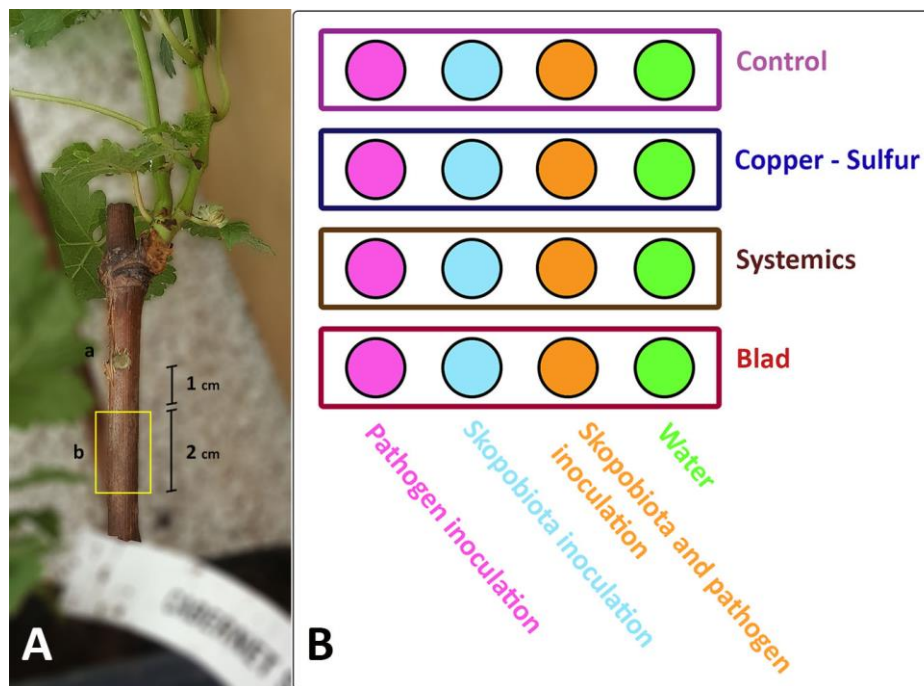 A
a
1 cm
b
2 cm
CABERNET
B
Control
Copper - Sulfur
Systemics
Blad
Pathogen inoculation
Skopobiota inoculation
Skopobiota and pathogen
inoculation
Water